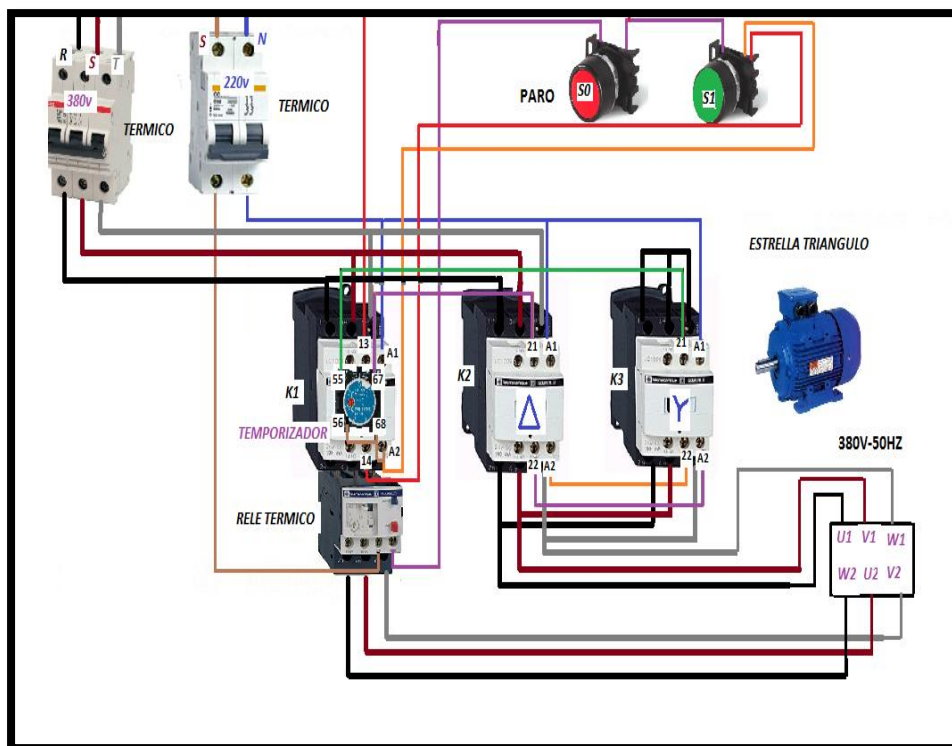 R S T
380v
TERMICO
S N
220v
TERMICO
PARO
S0
S1
ESTRELLA TRIANGULO
13
A1
55
67
K1
56
68
TEMPORIZADOR
A2
14
RELE TERMICO
21
A1
K2
Δ
22
A2
21
A1
K3
Y
22
A2
380V-50HZ
U1 V1 W1
W2 U2 V2